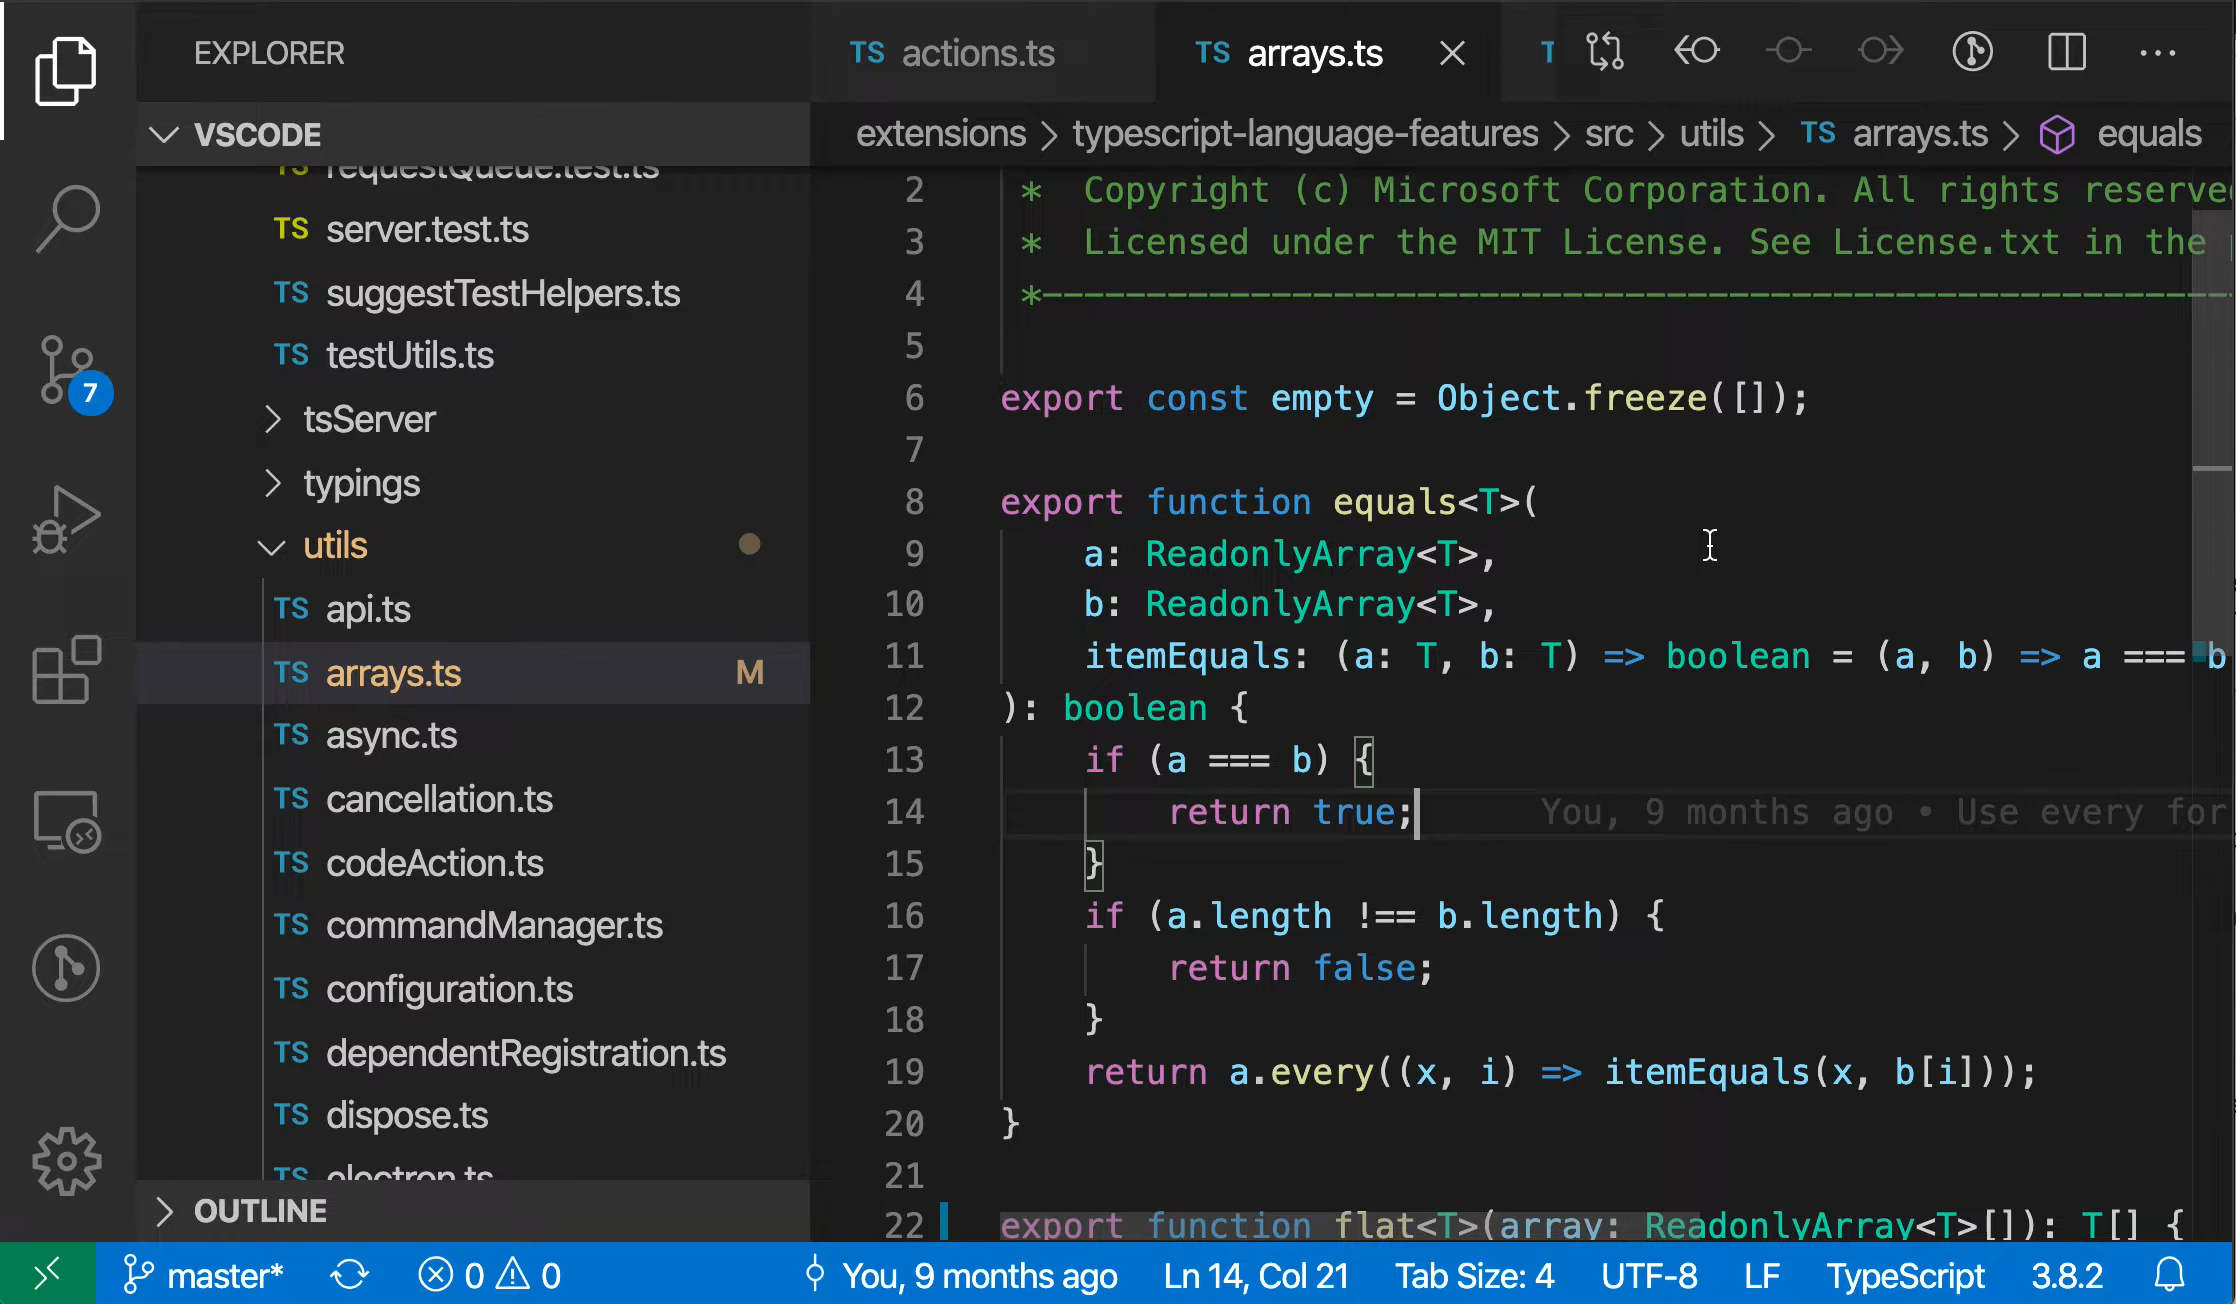 EXPLORER
VSCODE
TS requestQueue.test.ts
TS server.test.ts
TS suggestTestHelpers.ts
TS testUtils.ts
tsServer
typings
utils
TS api.ts
TS arrays.ts M
TS async.ts
TS cancellation.ts
TS codeAction.ts
TS commandManager.ts
TS configuration.ts
TS dependentRegistration.ts
TS dispose.ts
TS electron.ts
OUTLINE
7
TS actions.ts TS arrays.ts T
extensions > typescript-language-features > src > utils > TS arrays.ts > equals
2 * Copyright (c) Microsoft Corporation. All rights reserve
3 * Licensed under the MIT License. See License.txt in the
4 *--------------------------------------------------------
5
6 export const empty = Object.freeze([]);
7
8 export function equals<T>(
9 a: ReadonlyArray<T>,
10 b: ReadonlyArray<T>,
11 itemEquals: (a: T, b: T) => boolean = (a, b) => a === b
12 ): boolean {
13 if (a === b) {
14 return true; You, 9 months ago • Use every for
15 }
16 if (a.length !== b.length) {
17 return false;
18 }
19 return a.every((x, i) => itemEquals(x, b[i]));
20 }
21
22 export function flat<T>(array: ReadonlyArray<T>[]): T[] {
master* 0 0 You, 9 months ago Ln 14, Col 21 Tab Size: 4 UTF-8 LF TypeScript 3.8.2